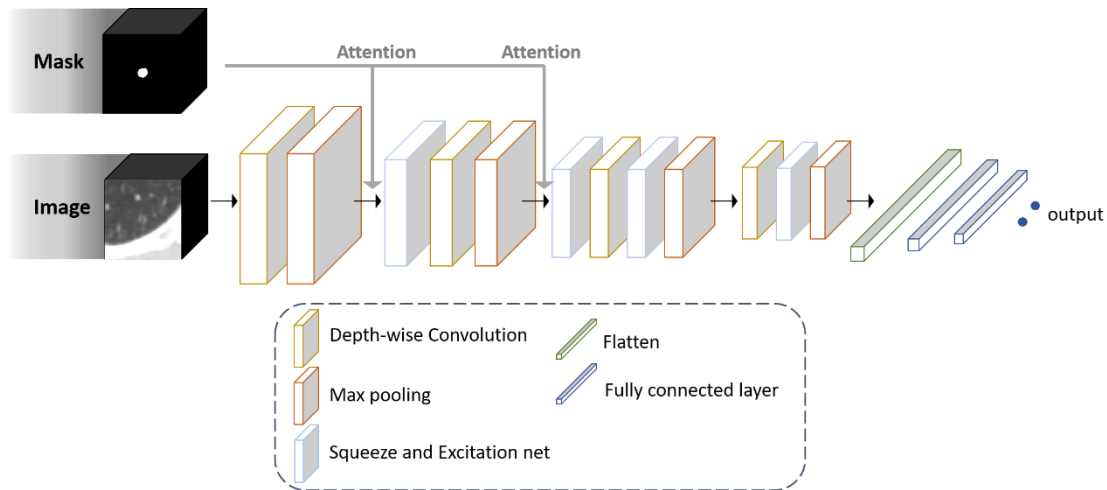 Mask
Attention
Attention
Image
output
Depth-wise Convolution
Flatten
Max pooling
Fully connected layer
Squeeze and Excitation net